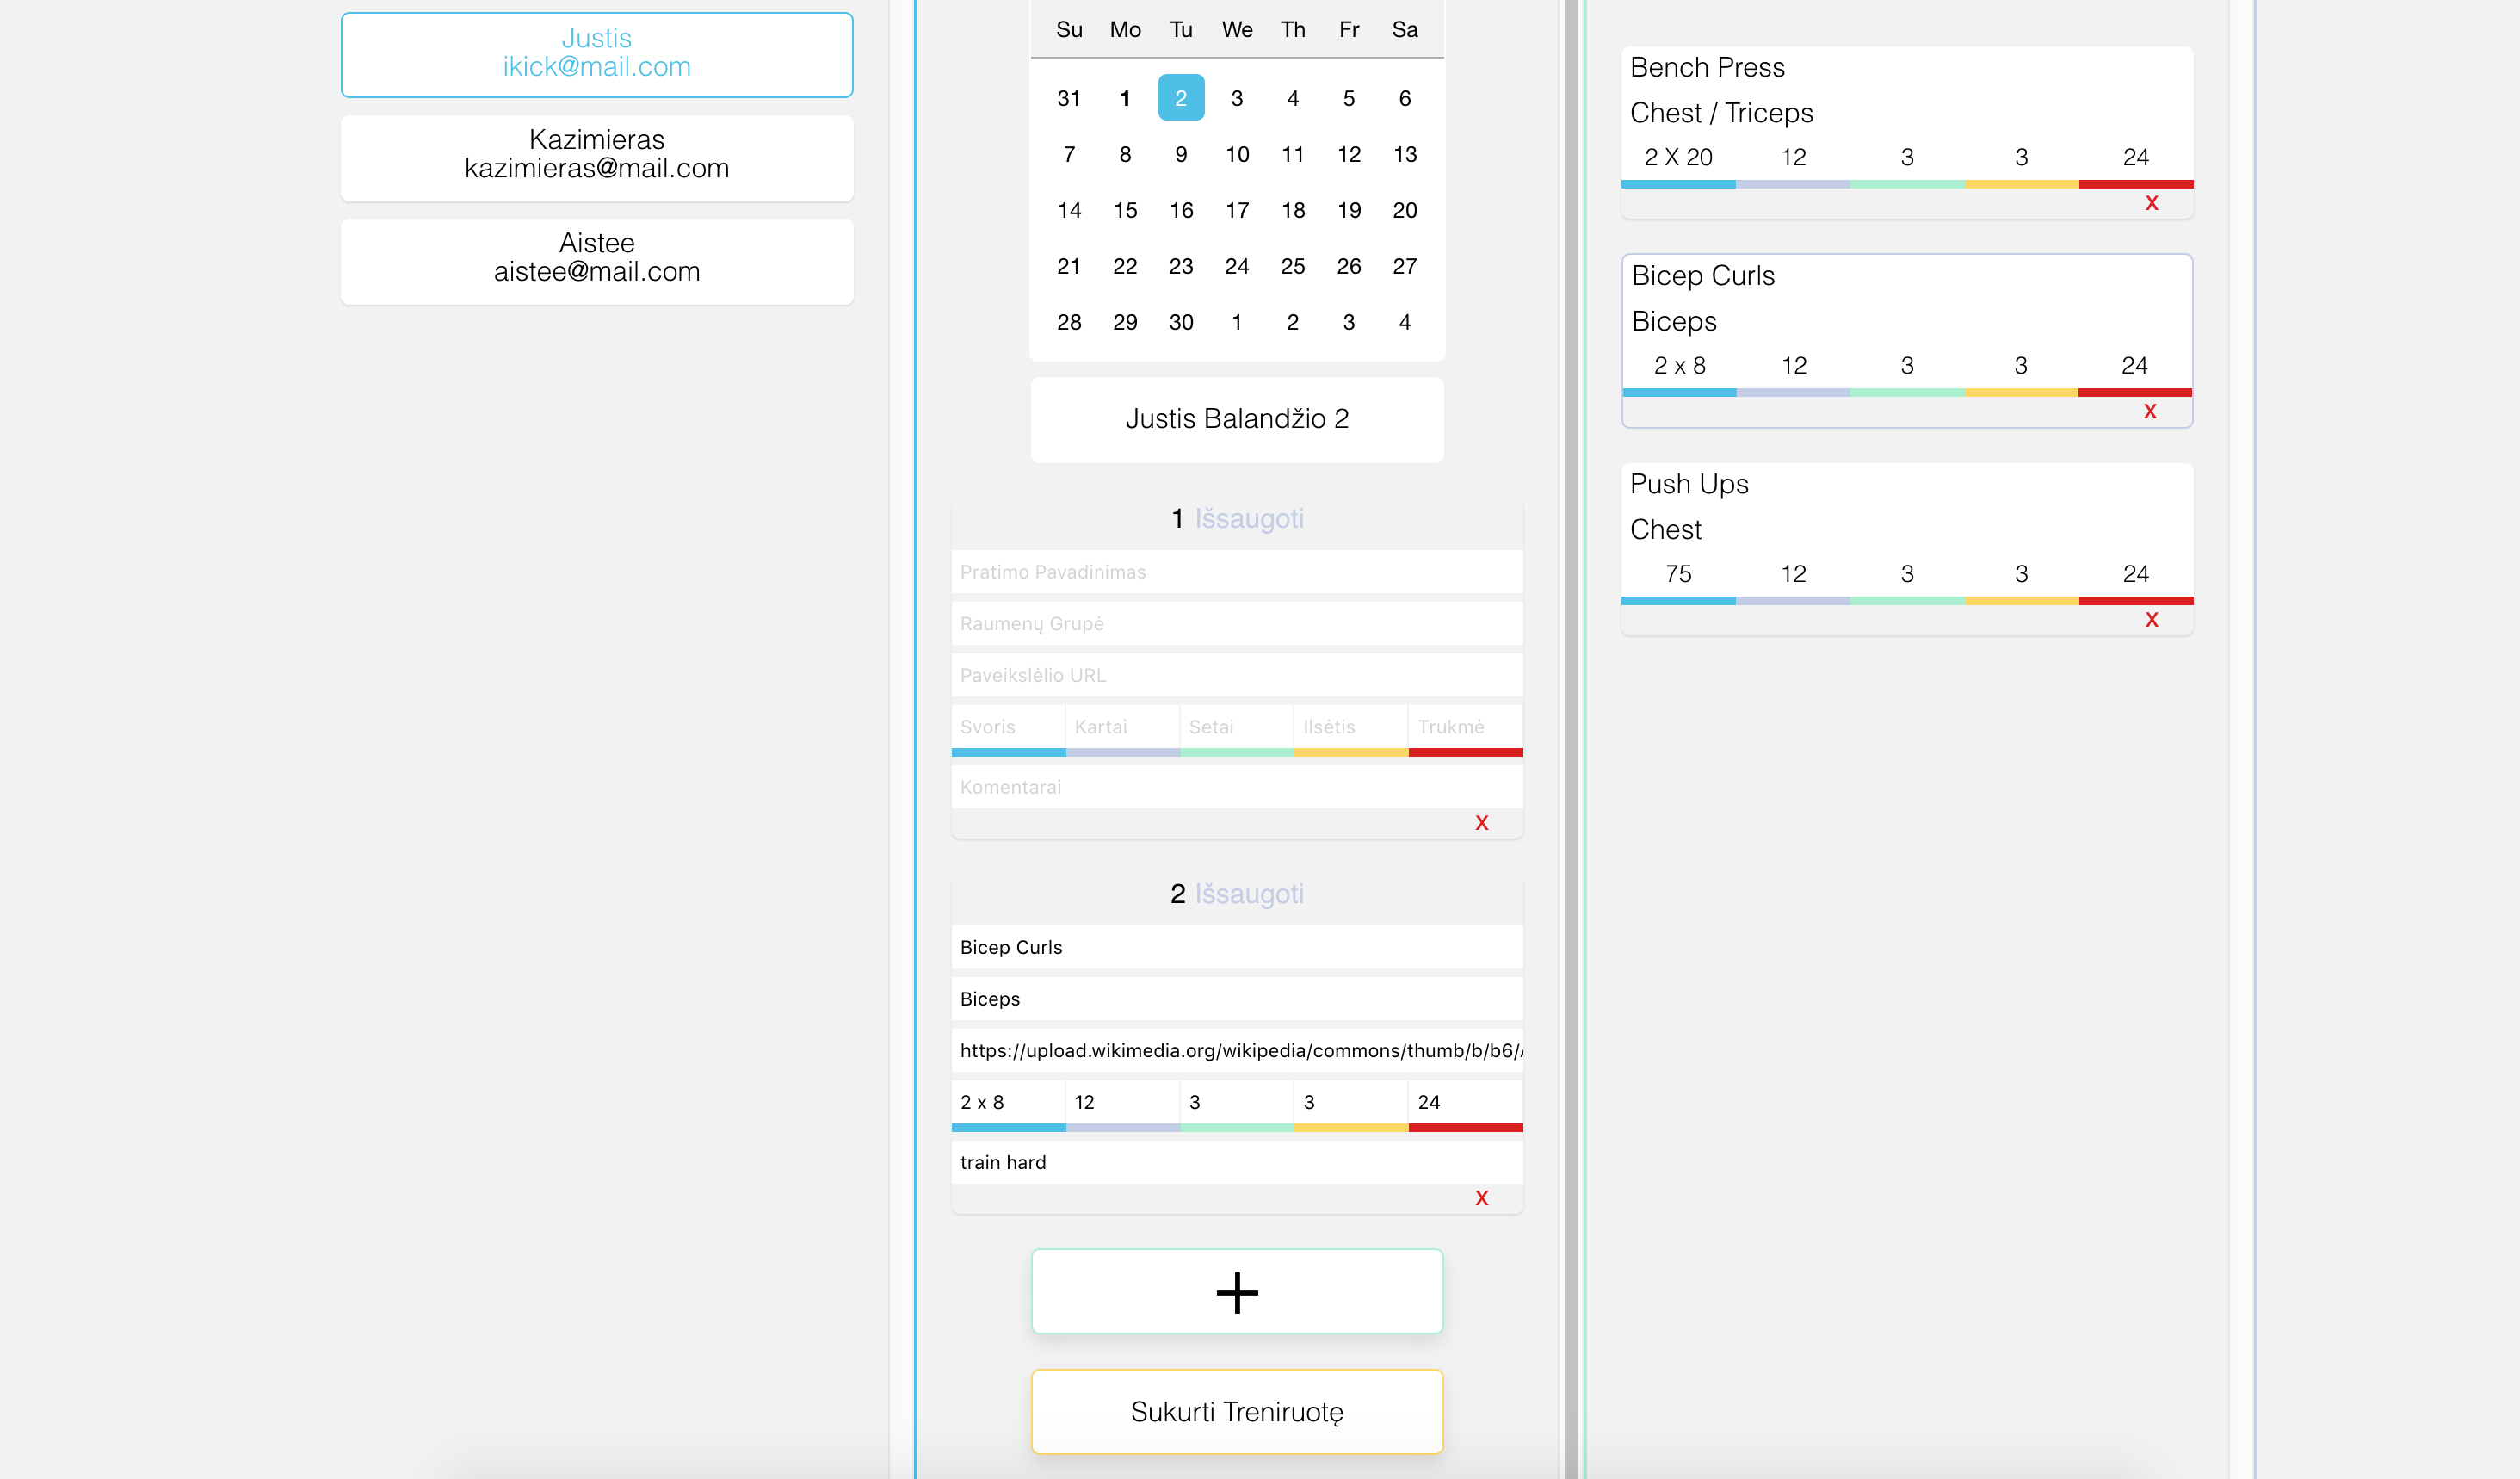 Justis
ikick@mail.com
Kazimieras
kazimieras@mail.com
Aistee
aistee@mail.com
Su Mo Tu We Th Fr Sa
31 1 2 3 4 5 6
7 8 9 10 11 12 13
14 15 16 17 18 19 20
21 22 23 24 25 26 27
28 29 30 1 2 3 4
Justis Balandžio 2
1 Išsaugoti
Pratimo Pavadinimas
Raumenų Grupė
Paveikslėlio URL
Svoris Kartai Setai Ilsėtis Trukmė
Komentarai
X
2 Išsaugoti
Bicep Curls
Biceps
https://upload.wikimedia.org/wikipedia/commons/thumb/b/b6/
2 x 8 12 3 3 24
train hard
X
+
Sukurti Treniruotę
Bench Press
Chest / Triceps
2 X 20 12 3 3 24
X
Bicep Curls
Biceps
2 x 8 12 3 3 24
X
Push Ups
Chest
75 12 3 3 24
X